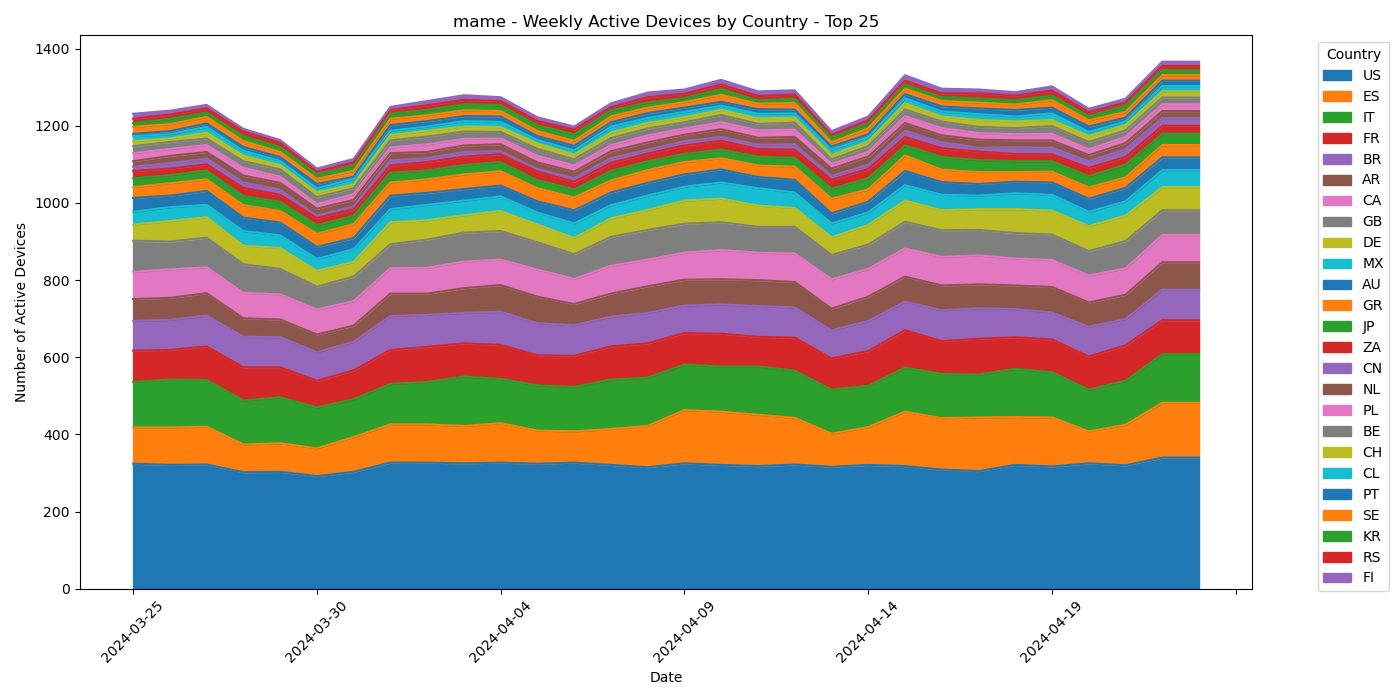 mame - Weekly Active Devices by Country - Top 25
1400
1200
1000
800
600
400
200
0
Number of Active Devices
2024-03-25
2024-03-30
2024-04-04
2024-04-09
2024-04-14
2024-04-19
Date
Country
US
ES
IT
FR
BR
AR
CA
GB
DE
MX
AU
GR
JP
ZA
CN
NL
PL
BE
CH
CL
PT
SE
KR
RS
FI